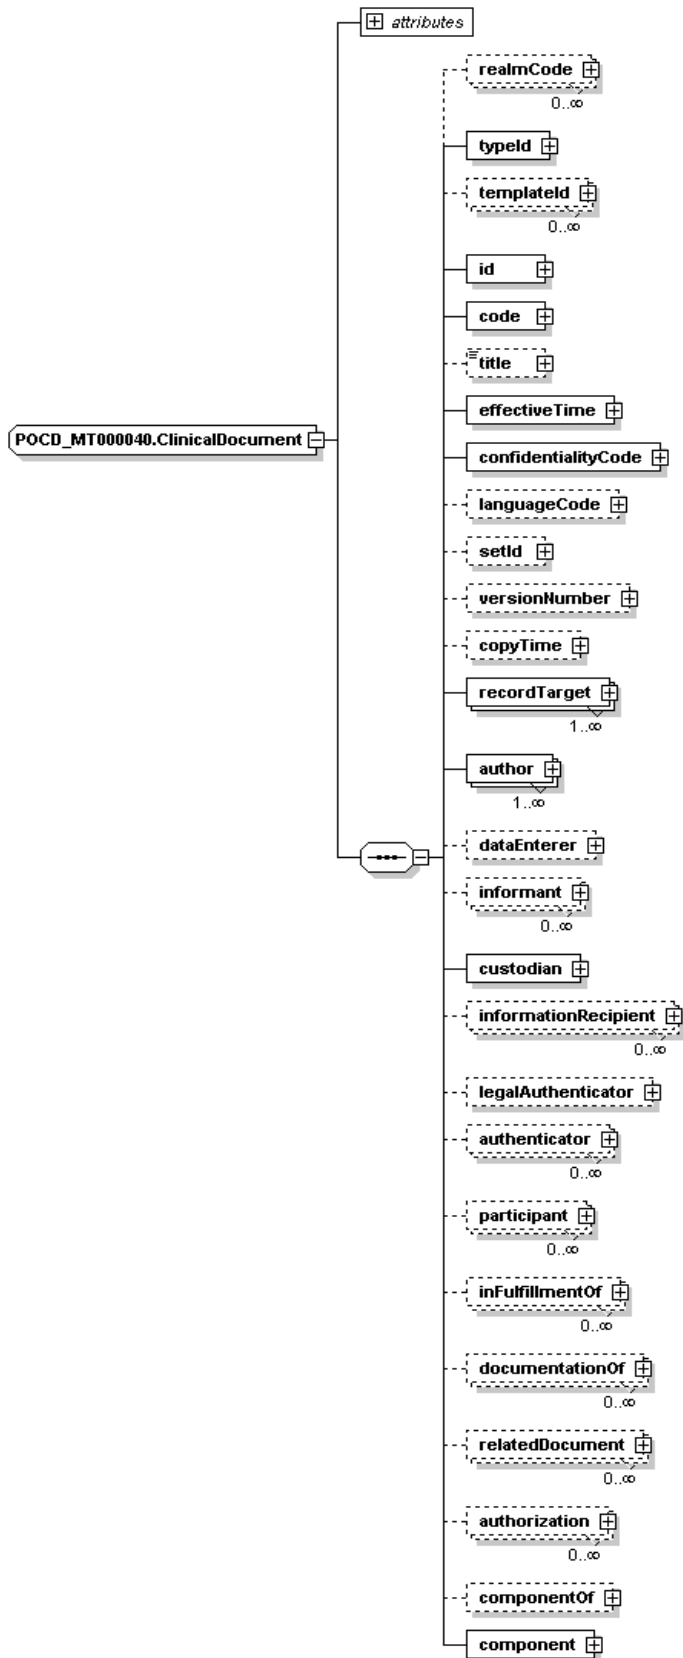 attributes
realmCode
0..∞
typeId
templateId
0..∞
id
code
title
effectiveTime
POCD_MT000040.ClinicalDocument
confidentialityCode
languageCode
setId
versionNumber
copyTime
recordTarget
1..∞
author
1..∞
dataEnterer
informant
0..∞
custodian
informationRecipient
0..∞
legalAuthenticator
authenticator
0..∞
participant
0..∞
inFulfillmentOf
0..∞
documentationOf
0..∞
relatedDocument
0..∞
authorization
0..∞
componentOf
component